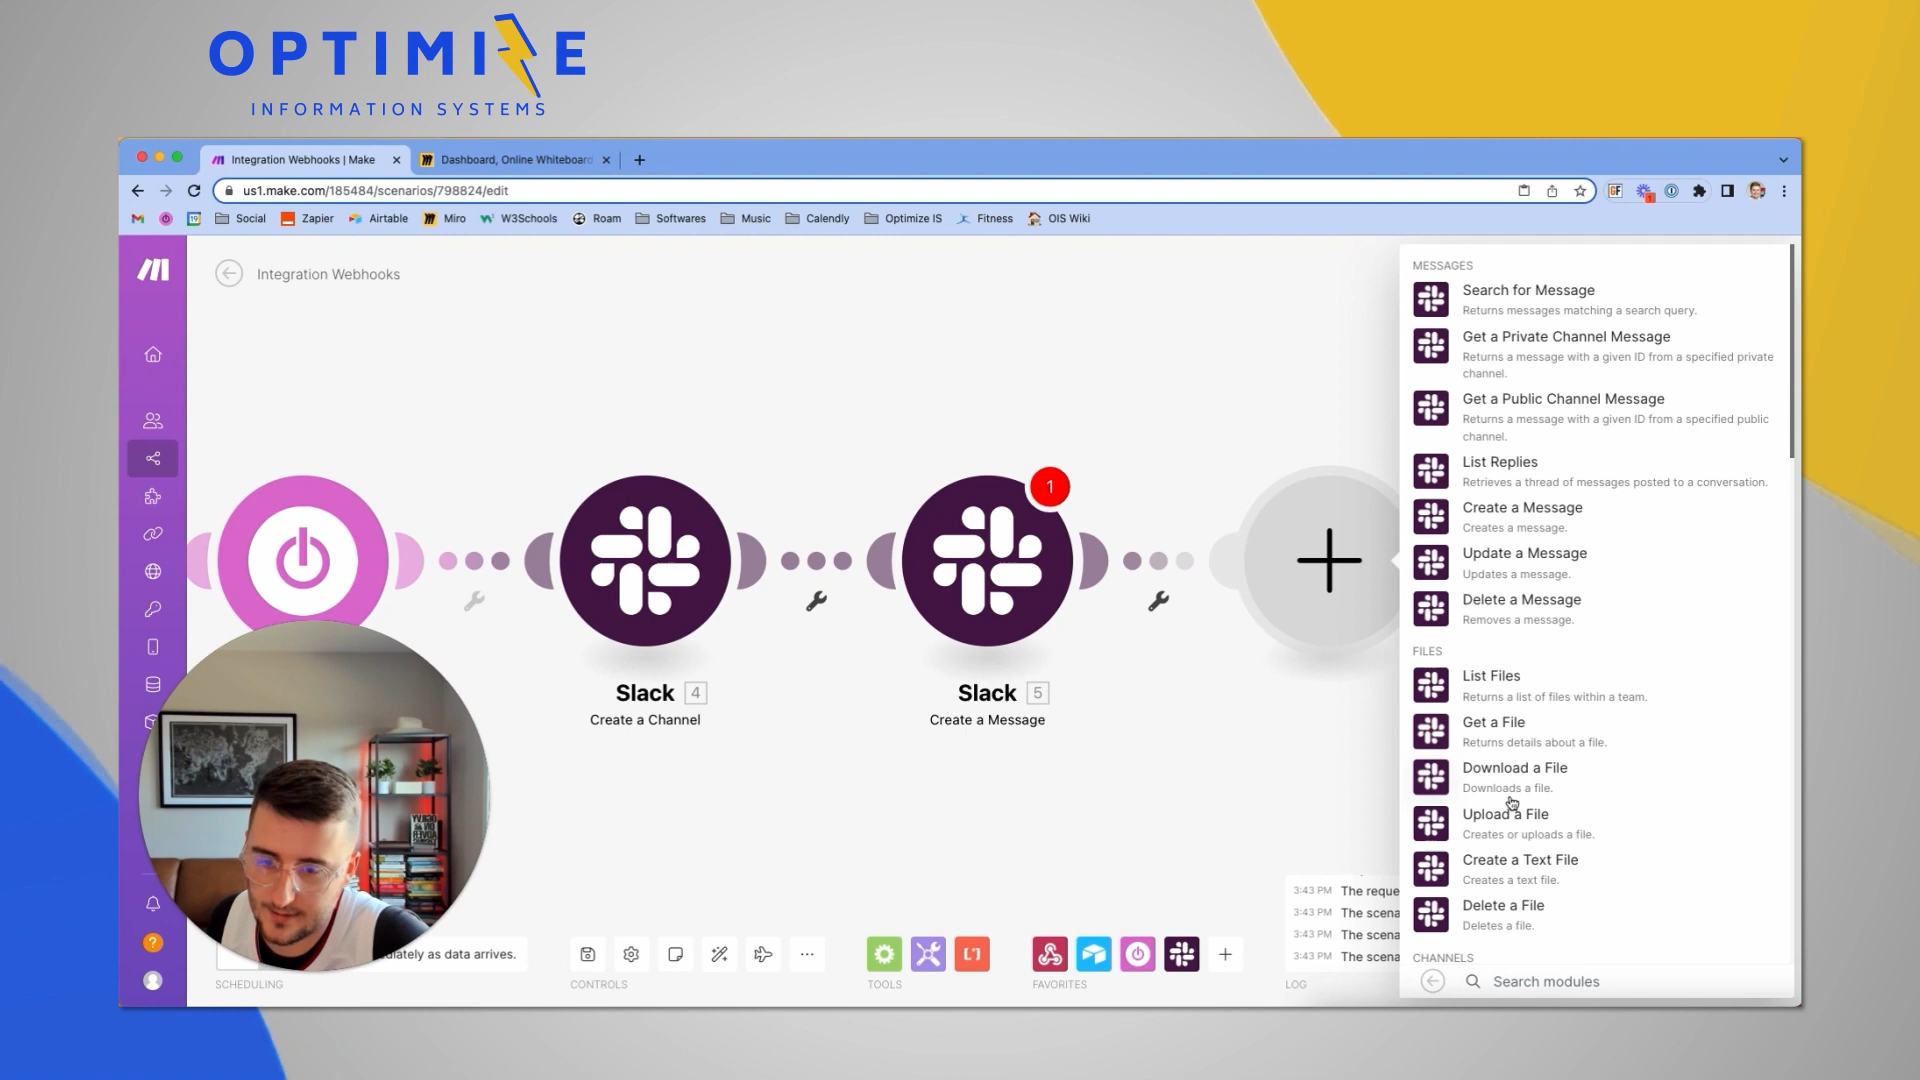 OPTIMIZE
INFORMATION SYSTEMS
Integration Webhooks | Make
Dashboard, Online Whiteboard
us1.make.com/185484/scenarios/798824/edit
Social
Zapier
Airtable
Miro
W3Schools
Roam
Softwares
Music
Calendly
Optimize IS
Fitness
OIS Wiki
Integration Webhooks
1
Slack 4
Create a Channel
Slack 5
Create a Message
MESSAGES
Search for Message
Returns messages matching a search query.
Get a Private Channel Message
Returns a message with a given ID from a specified private
channel.
Get a Public Channel Message
Returns a message with a given ID from a specified public
channel.
List Replies
Retrieves a thread of messages posted to a conversation.
Create a Message
Creates a message.
Update a Message
Updates a message.
Delete a Message
Removes a message.
FILES
List Files
Returns a list of files within a team.
Get a File
Returns details about a file.
Download a File
Downloads a file.
Upload a File
Creates or uploads a file.
Create a Text File
Creates a text file.
Delete a File
Deletes a file.
CHANNELS
Search modules
3:43 PM The reque
3:43 PM The scena
3:43 PM The scena
3:43 PM The scena
LOG
diately as data arrives.
SCHEDULING
CONTROLS
TOOLS
FAVORITES